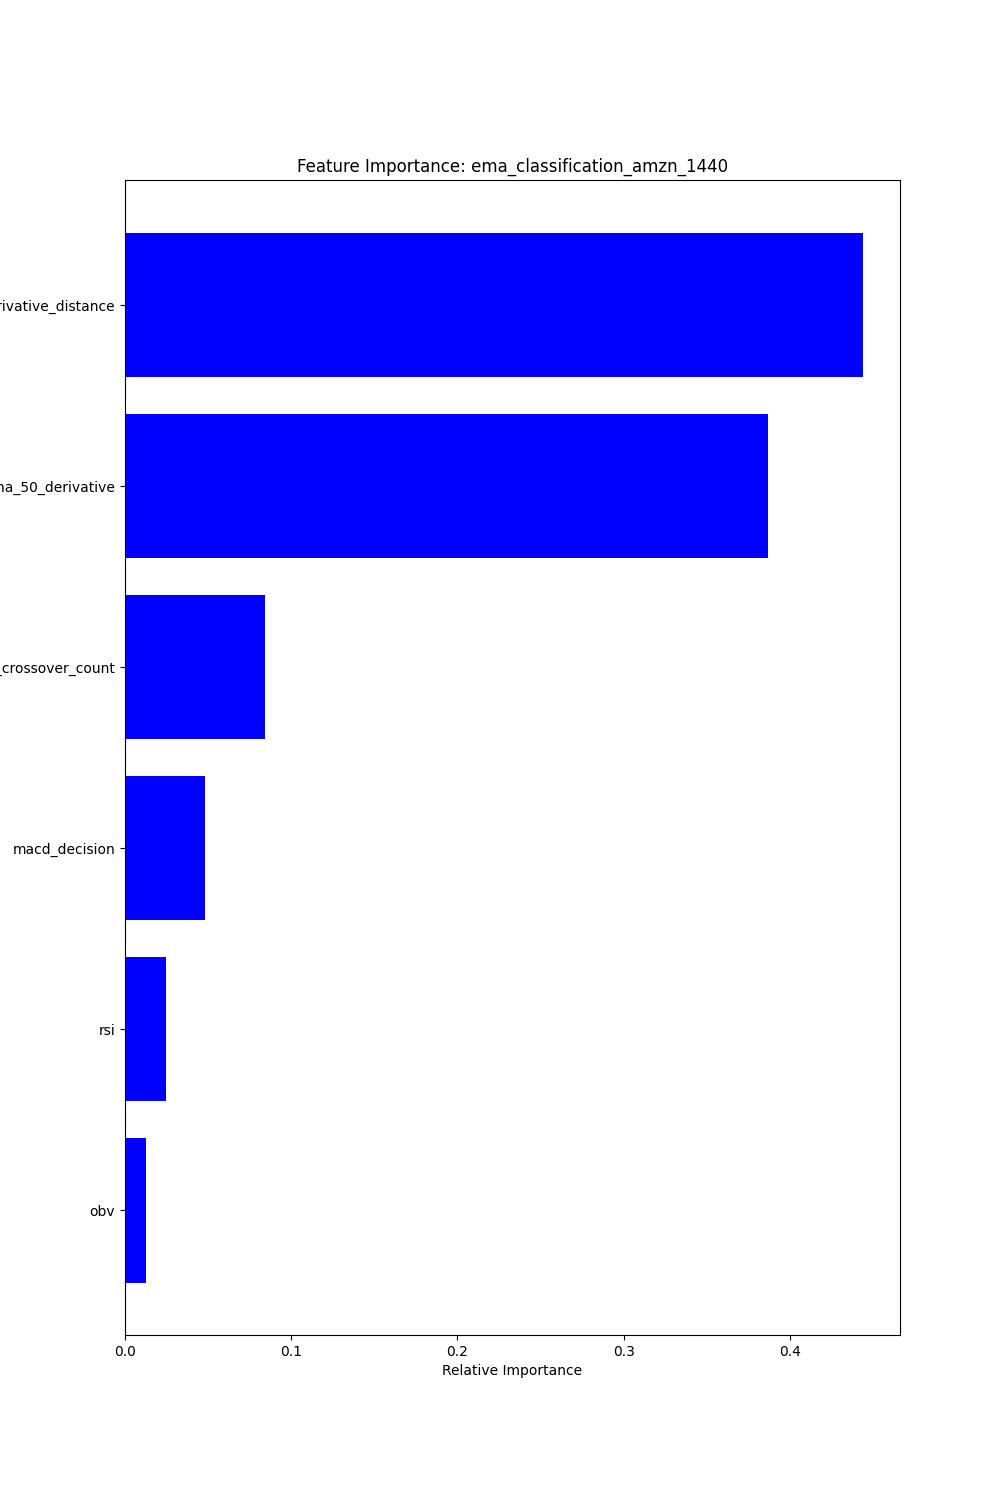 Feature Importance: ema_classification_amzn_1440
rivative_distance
na_50_derivative
_crossover_count
macd_decision
rsi
obv
0.0 0.1 0.2 0.3 0.4
Relative Importance